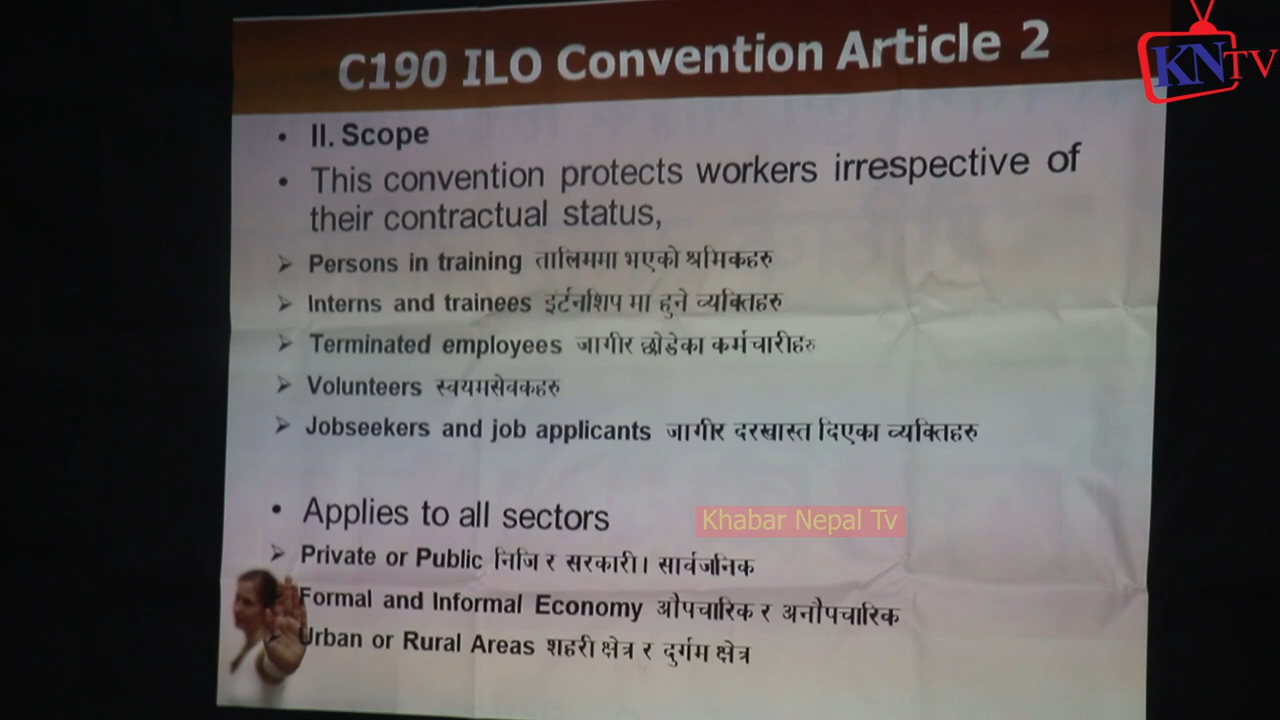 C190 ILO Convention Article 2
KNTV
• II. Scope
• This convention protects workers irrespective of
their contractual status,
➢ Persons in training तालिममा भएको श्रमिकहरु
➢ Interns and trainees इंर्टनशिप मा हुने व्यक्तिहरु
➢ Terminated employees जागीर छोडेका कर्मचारीहरु
➢ Volunteers स्वयमसेवकहरु
➢ Jobseekers and job applicants जागीर दरखास्त दिएका व्यक्तिहरु
• Applies to all sectors
Khabar Nepal Tv
➢ Private or Public निजि र सरकारी। सार्वजनिक
Formal and Informal Economy औपचारिक र अनौपचारिक
➢ Urban or Rural Areas शहरी क्षेत्र र दुर्गम क्षेत्र